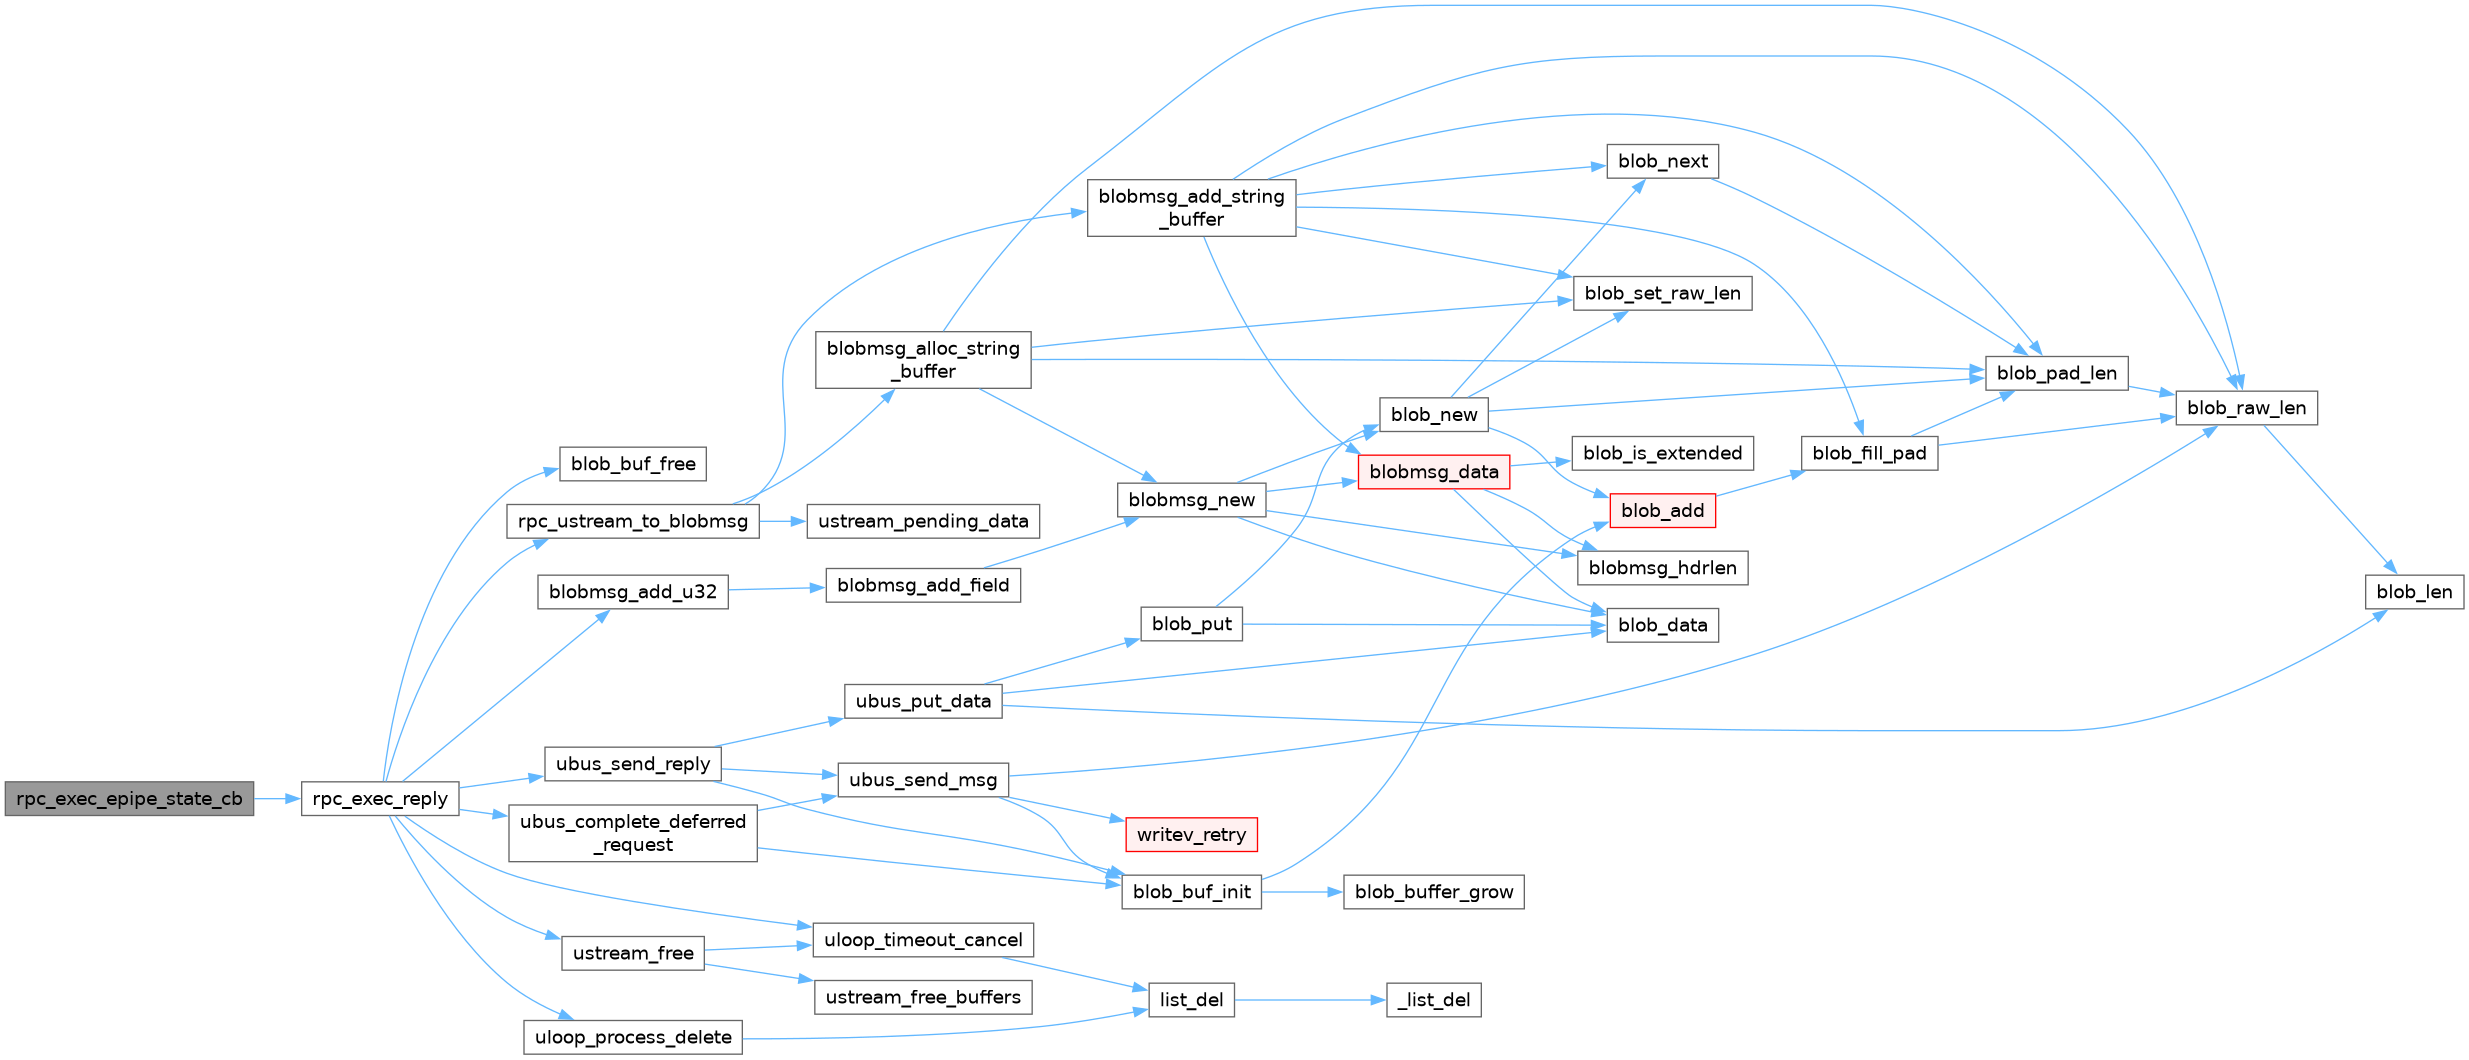 rpc_exec_epipe_state_cb
rpc_exec_reply
blob_buf_free
rpc_ustream_to_blobmsg
blobmsg_add_u32
ubus_send_reply
ubus_complete_deferred
_request
ustream_free
uloop_process_delete
blobmsg_alloc_string
_buffer
ustream_pending_data
blobmsg_add_field
ubus_put_data
ubus_send_msg
uloop_timeout_cancel
ustream_free_buffers
blobmsg_add_string
_buffer
blobmsg_new
blob_put
writev_retry
blob_buf_init
list_del
blob_new
blobmsg_data
blob_buffer_grow
_list_del
blob_next
blob_set_raw_len
blob_is_extended
blob_add
blobmsg_hdrlen
blob_data
blob_fill_pad
blob_pad_len
blob_raw_len
blob_len